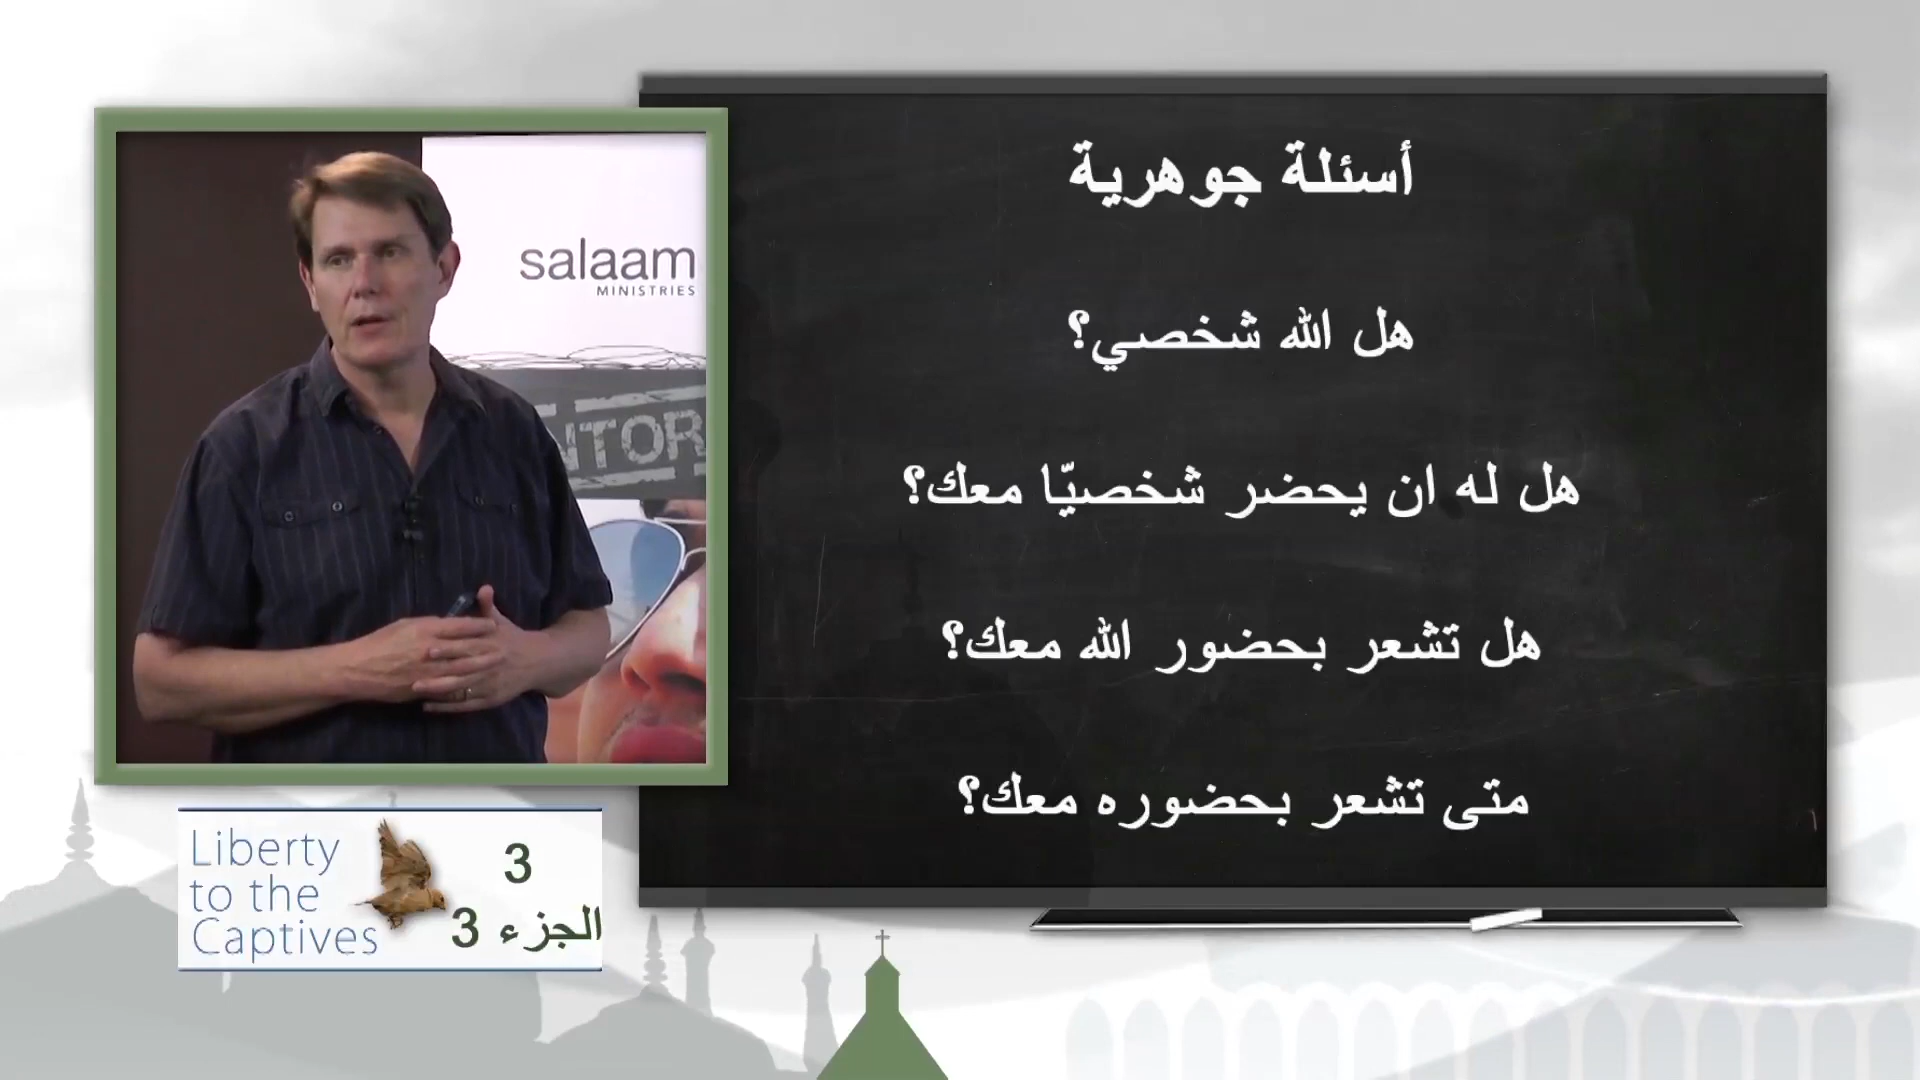 أسئلة جوهرية
هل الله شخصي؟
هل له ان يحضر شخصيّا معك؟
هل تشعر بحضور الله معك؟
متى تشعر بحضوره معك؟
salaam
MINISTRIES
NTOR
Liberty
to the
Captives
3
الجزء 3